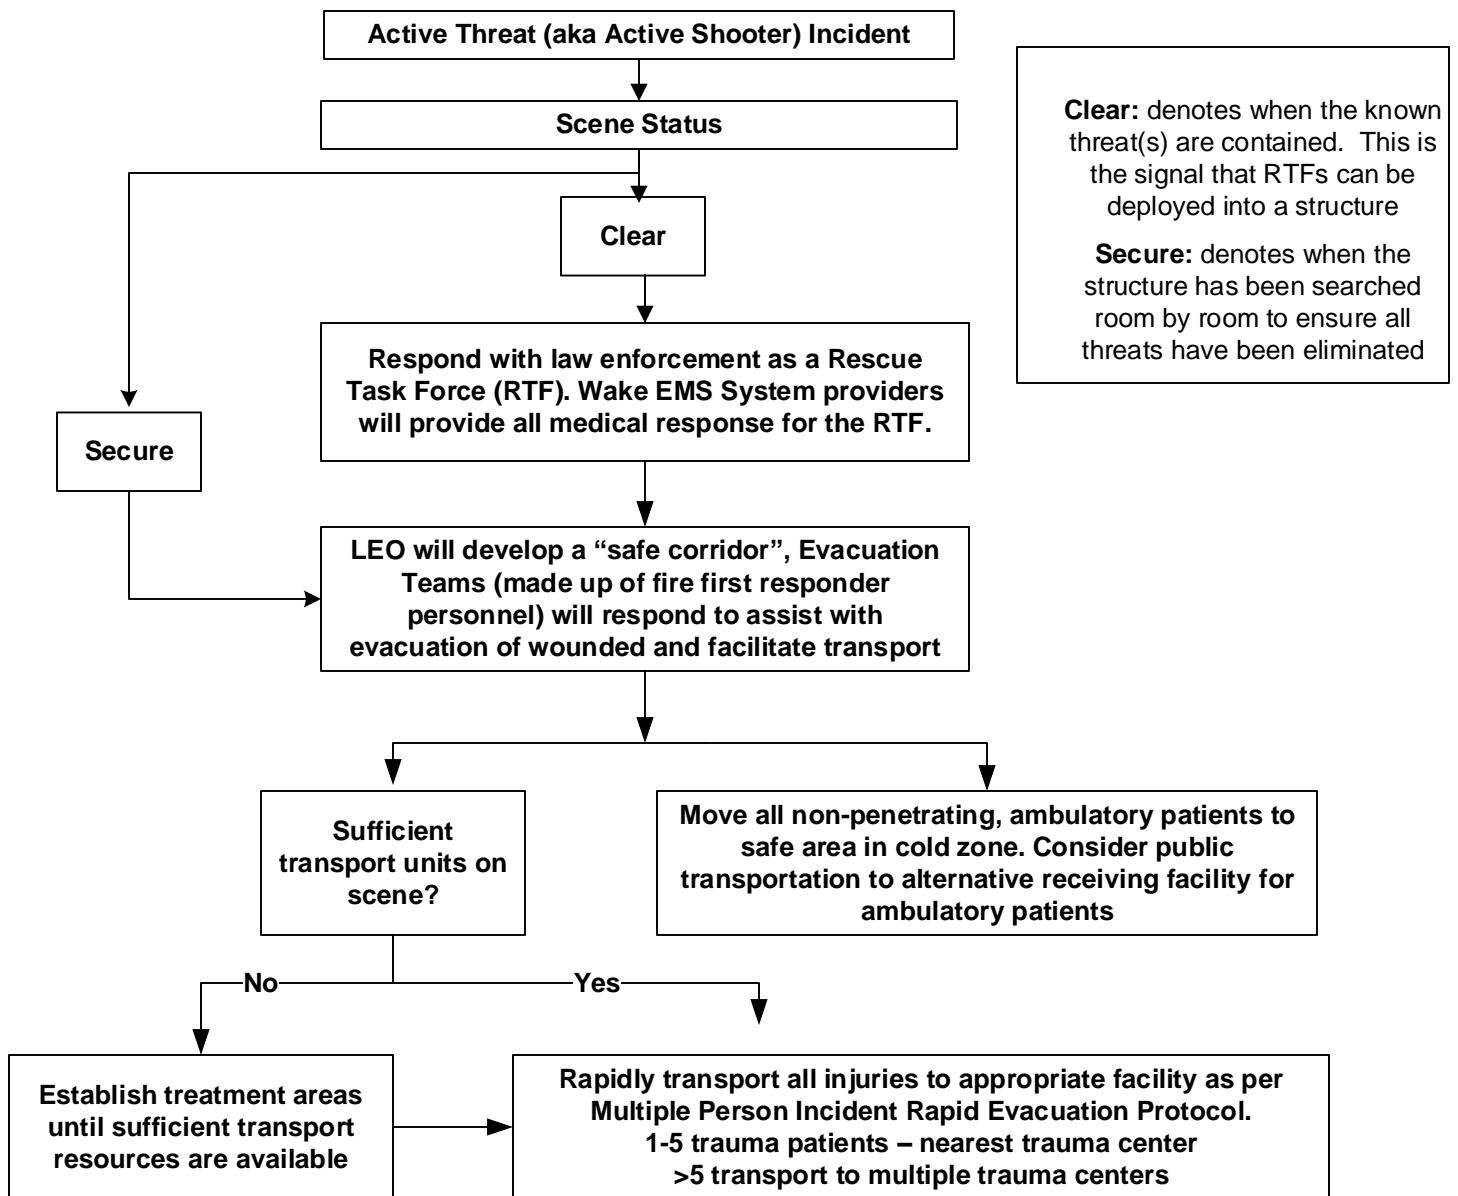 Active Threat (aka Active Shooter) Incident
Scene Status
Clear: denotes when the known
threat(s) are contained.  This is
the signal that RTFs can be
deployed into a structure
Secure: denotes when the
structure has been searched
room by room to ensure all
threats have been eliminated
Clear
Respond with law enforcement as a Rescue
Task Force (RTF). Wake EMS System providers
will provide all medical response for the RTF.
Secure
LEO will develop a “safe corridor”, Evacuation
Teams (made up of fire first responder
personnel) will respond to assist with
evacuation of wounded and facilitate transport
Sufficient
transport units on
scene?
Move all non-penetrating, ambulatory patients to
safe area in cold zone. Consider public
transportation to alternative receiving facility for
ambulatory patients
No
Yes
Establish treatment areas
until sufficient transport
resources are available
Rapidly transport all injuries to appropriate facility as per
Multiple Person Incident Rapid Evacuation Protocol.
1-5 trauma patients – nearest trauma center
>5 transport to multiple trauma centers